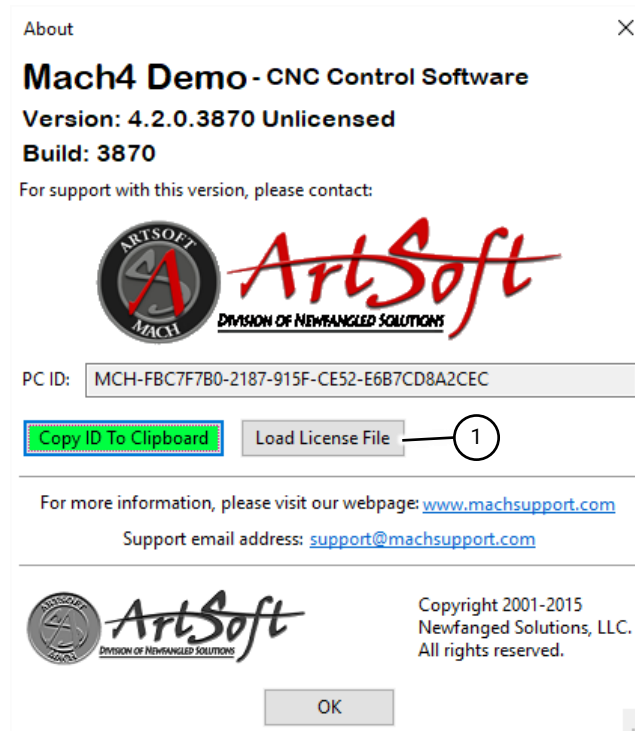 About
Mach4 Demo - CNC Control Software
Version: 4.2.0.3870 Unlicensed
Build: 3870
For support with this version, please contact:
ARTSOFT
MACH
ArtSoft
DIVISION OF NEWFANGLED SOLUTIONS
PC ID: MCH-FBC7F7B0-2187-915F-CE52-E6B7CD8A2CEC
Copy ID To Clipboard Load License File 1
For more information, please visit our webpage: www.machsupport.com
Support email address: support@machsupport.com
ARTSOFT
MACH
ArtSoft
DIVISION OF NEWFANGLED SOLUTIONS
Copyright 2001-2015
Newfanged Solutions, LLC.
All rights reserved.
OK